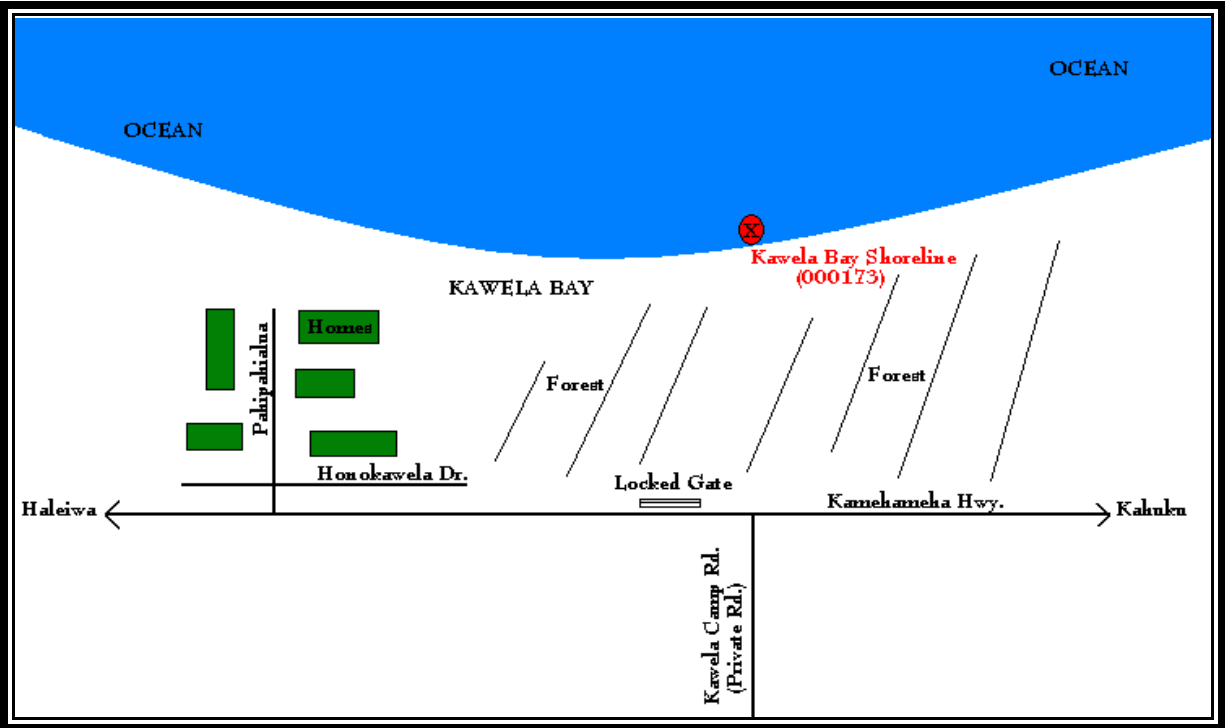 OCEAN
OCEAN
X
Kawela Bay Shoreline
(000173)
KAWELA BAY
Homes
Pahipahialua
Forest
Forest
Honokawela Dr.
Locked Gate
Kamehameha Hwy.
Haleiwa
Kahuku
Kawela Camp Rd.
(Private Rd.)